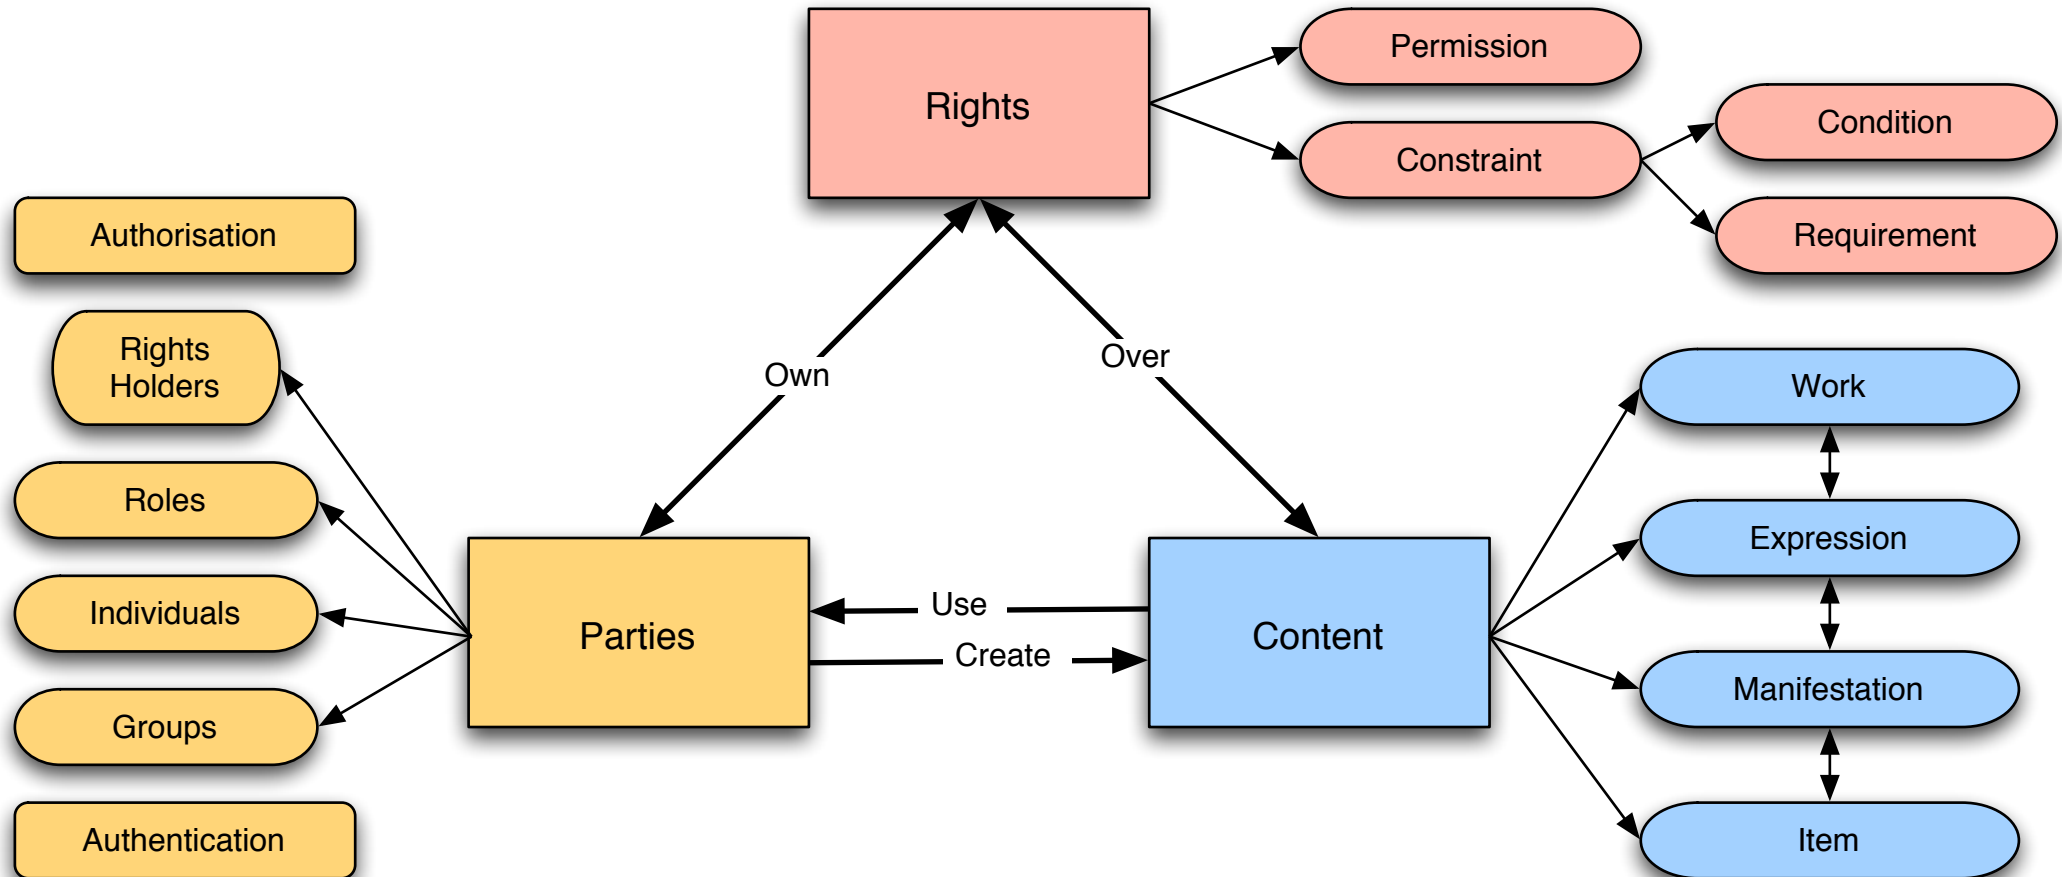 Rights
Permission
Constraint
Condition
Requirement
Authorisation
Rights
Holders
Roles
Individuals
Groups
Authentication
Own
Over
Parties
Use
Create
Content
Work
Expression
Manifestation
Item